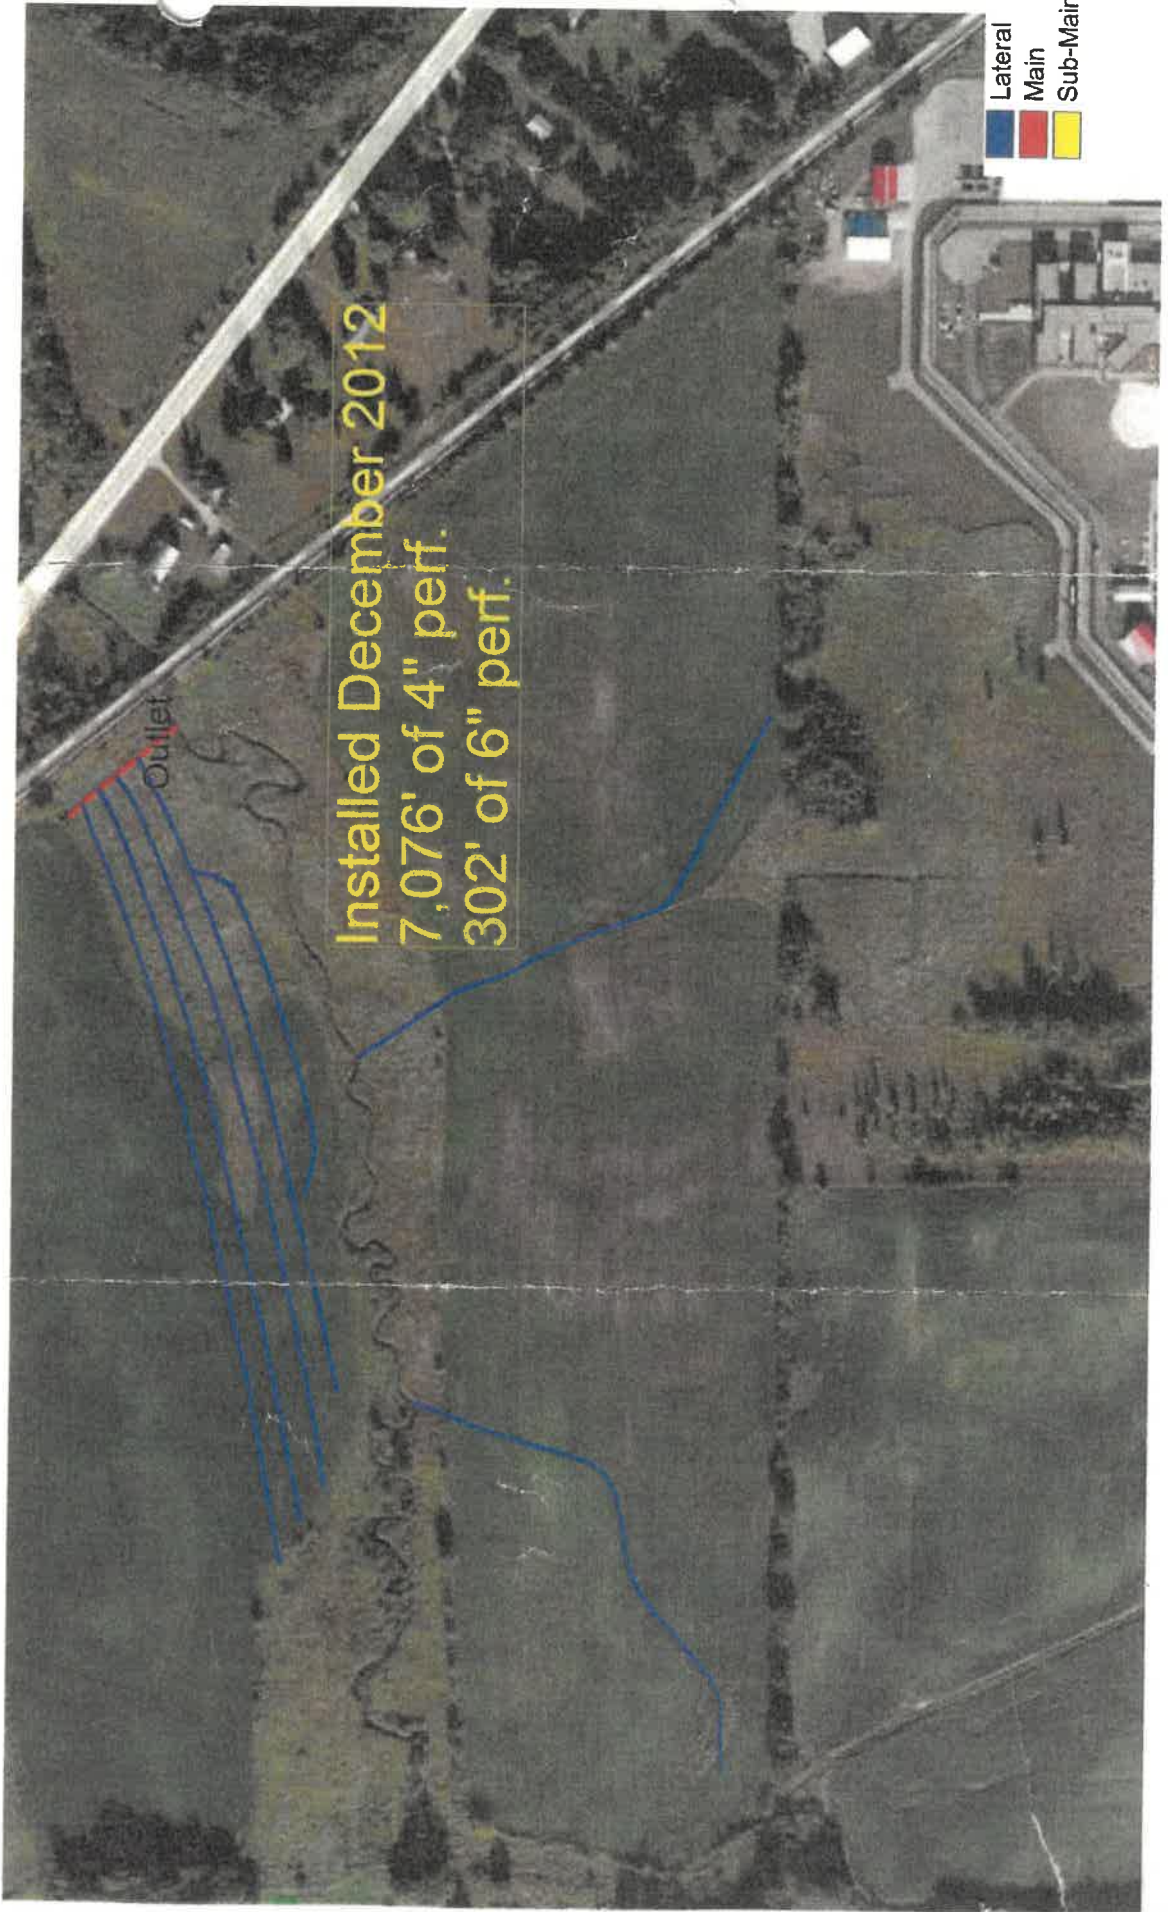 Installed December 2012
7,076' of 4" perf.
302' of 6" perf.
Outlet
Lateral
Main
Sub-Main